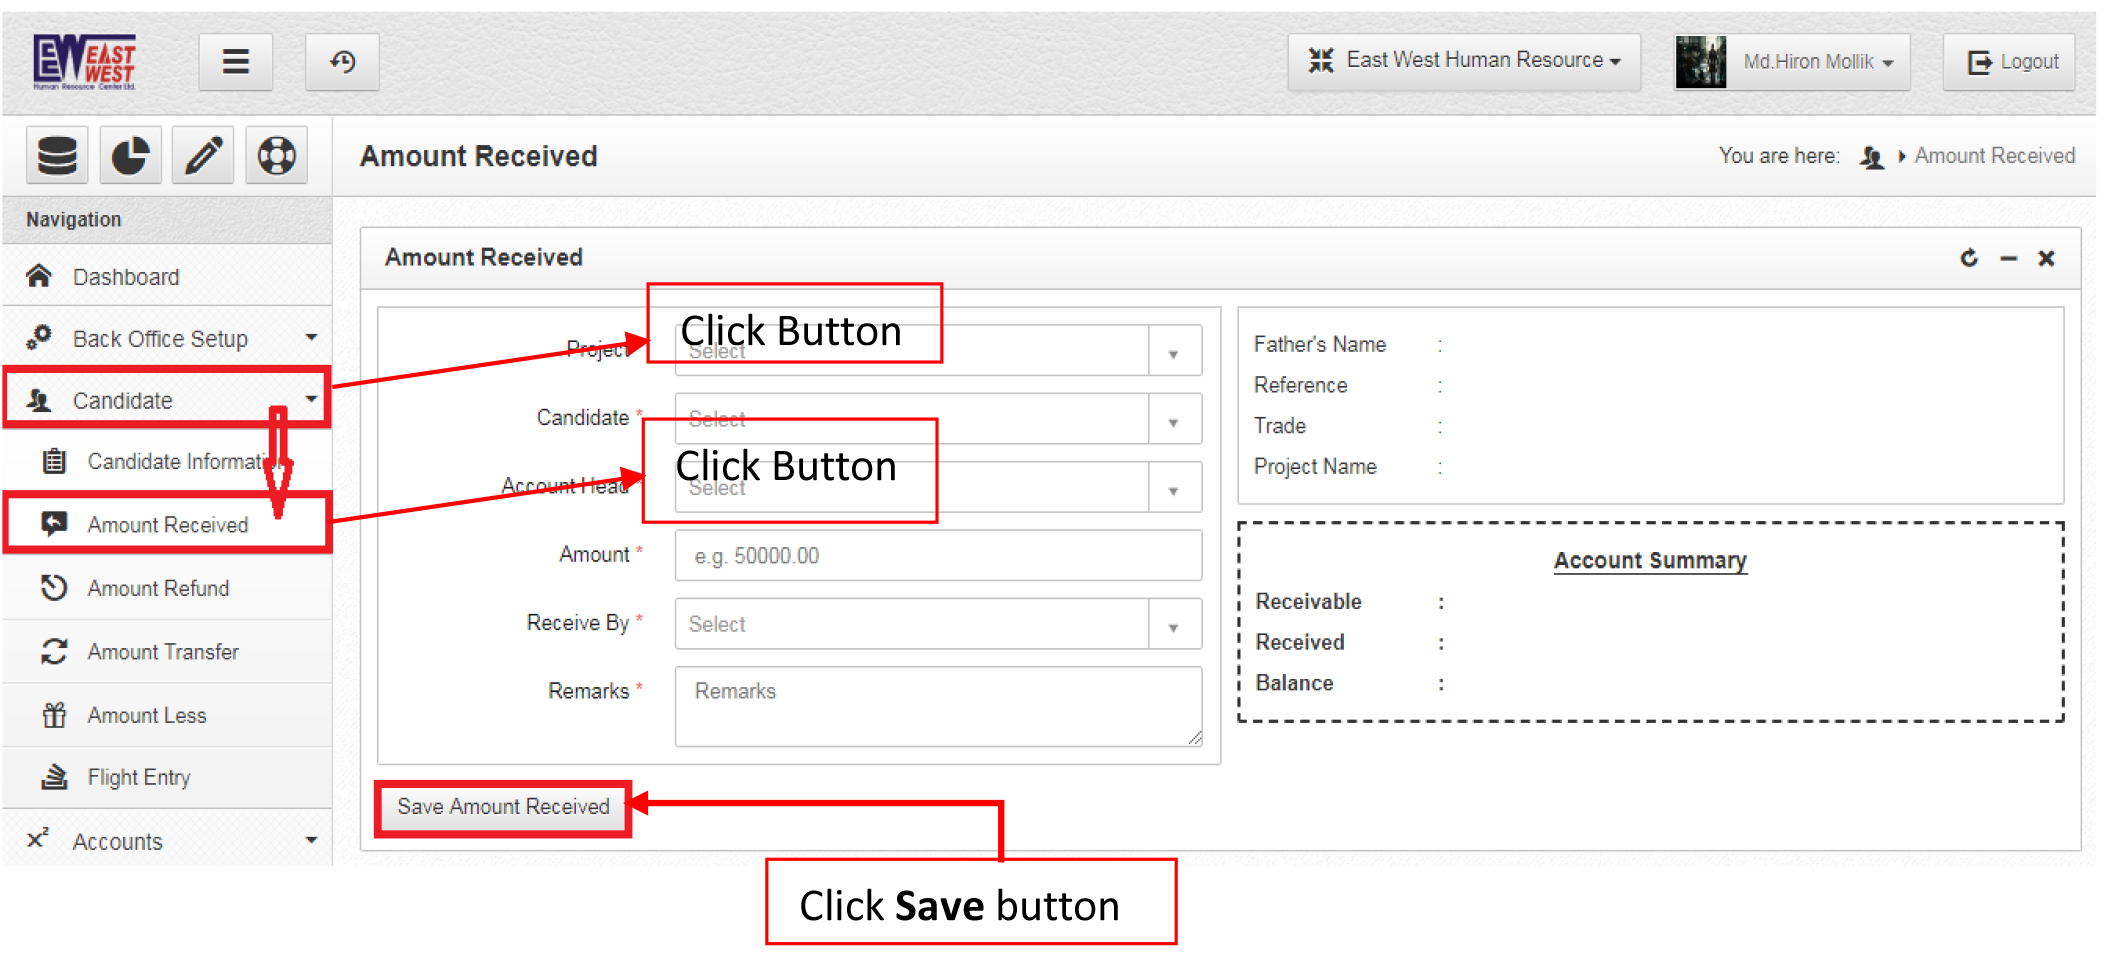 EW EAST
WEST
Human Resource Center Ltd.
East West Human Resource
Md.Hiron Mollik
Logout
Amount Received
You are here: Amount Received
Navigation
Dashboard
Back Office Setup
Candidate
Candidate Information
Amount Received
Amount Refund
Amount Transfer
Amount Less
Flight Entry
x² Accounts
Amount Received
Click Button
Project Select
Candidate * Select
Click Button
Account Head Select
Amount * e.g. 50000.00
Receive By * Select
Remarks * Remarks
Save Amount Received
Click Save button
Father's Name :
Reference :
Trade :
Project Name :
Account Summary
Receivable :
Received :
Balance :